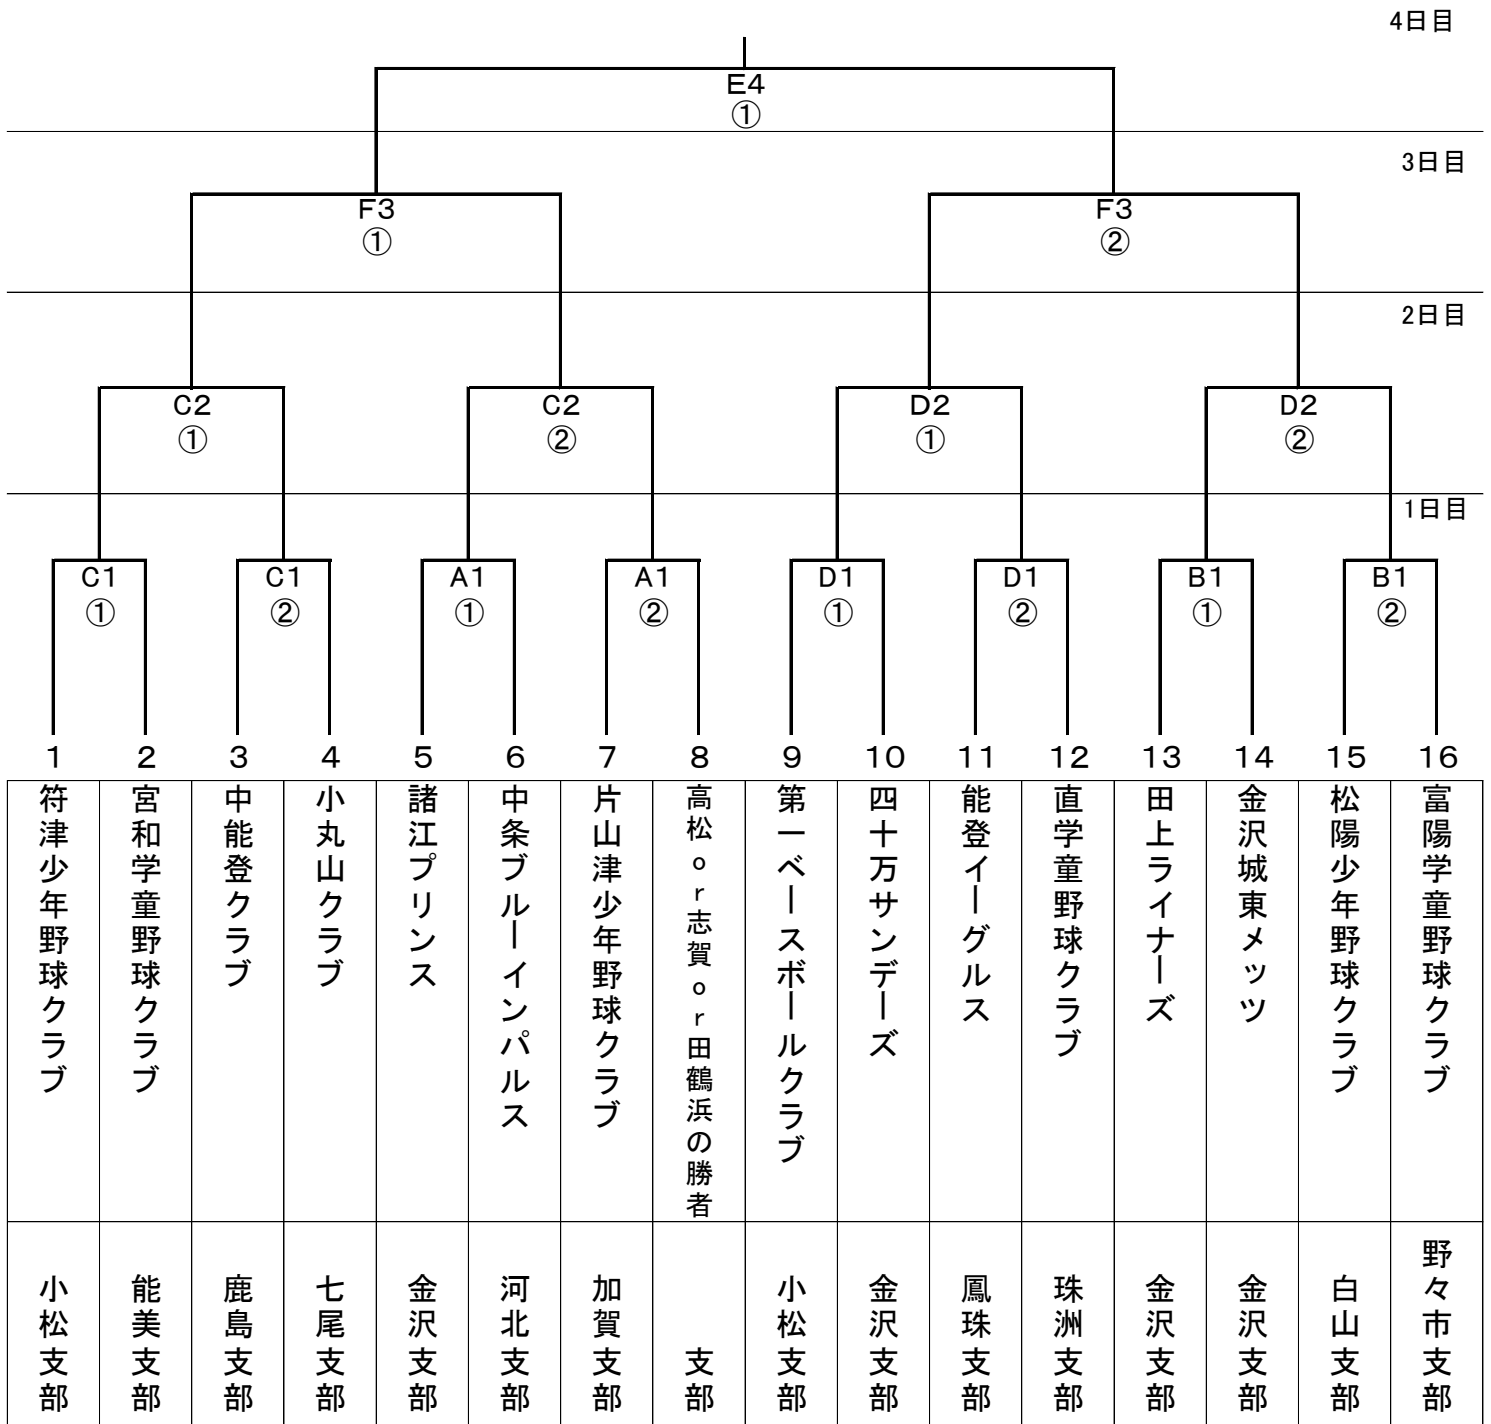 4日目
E4
①
3日目
F3
①
F3
②
2日目
C2
①
C2
②
D2
①
D2
②
1日目
C1
①
C1
②
A1
①
A1
②
D1
①
D1
②
B1
①
B1
②
1
2
3
4
5
6
7
8
9
10
11
12
13
14
15
16
符津少年野球クラブ
宮和学童野球クラブ
中能登クラブ
小丸山クラブ
諸江プリンス
中条ブルーインパルス
片山津少年野球クラブ
高松or志賀or田鶴浜の勝者
第一ベースボールクラブ
四十万サンデーズ
能登イーグルス
直学童野球クラブ
田上ライナーズ
金沢城東メッツ
松陽少年野球クラブ
富陽学童野球クラブ
小松支部
能美支部
鹿島支部
七尾支部
金沢支部
河北支部
加賀支部
支部
小松支部
金沢支部
鳳珠支部
珠洲支部
金沢支部
金沢支部
白山支部
野々市支部